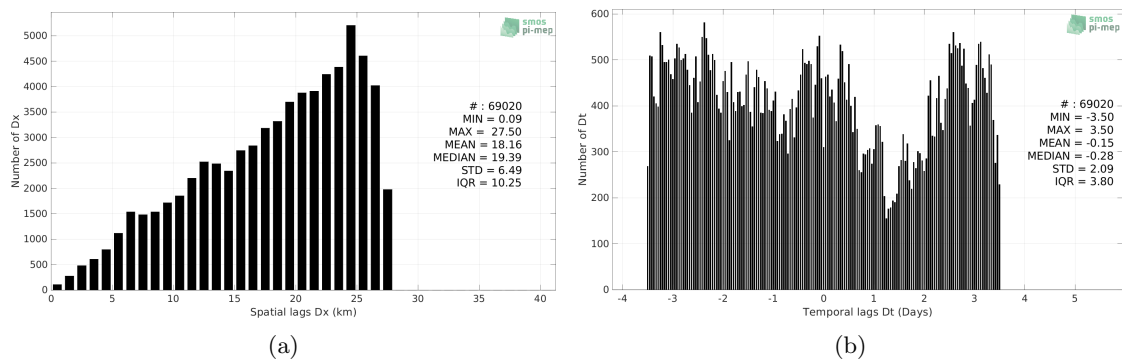 smos
pi-mep
Number of Dx
5000
4500
4000
3500
3000
2500
2000
1500
1000
500
0
# : 69020
MIN = 0.09
MAX = 27.50
MEAN = 18.16
MEDIAN = 19.39
STD = 6.49
IQR = 10.25
0 5 10 15 20 25 30 35 40
Spatial lags Dx (km)
(a)
smos
pi-mep
Number of Dt
600
500
400
300
200
100
0
# : 69020
MIN = -3.50
MAX = 3.50
MEAN = -0.15
MEDIAN = -0.28
STD = 2.09
IQR = 3.80
-4 -3 -2 -1 0 1 2 3 4 5
Temporal lags Dt (Days)
(b)